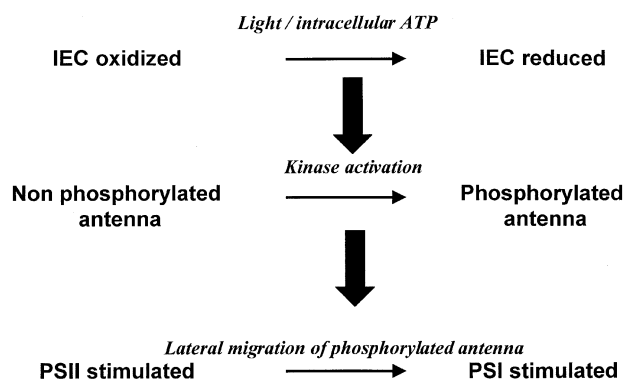 Light / intracellular ATP
IEC oxidized
IEC reduced
Kinase activation
Non phosphorylated
antenna
Phosphorylated
antenna
Lateral migration of phosphorylated antenna
PSII stimulated
PSI stimulated